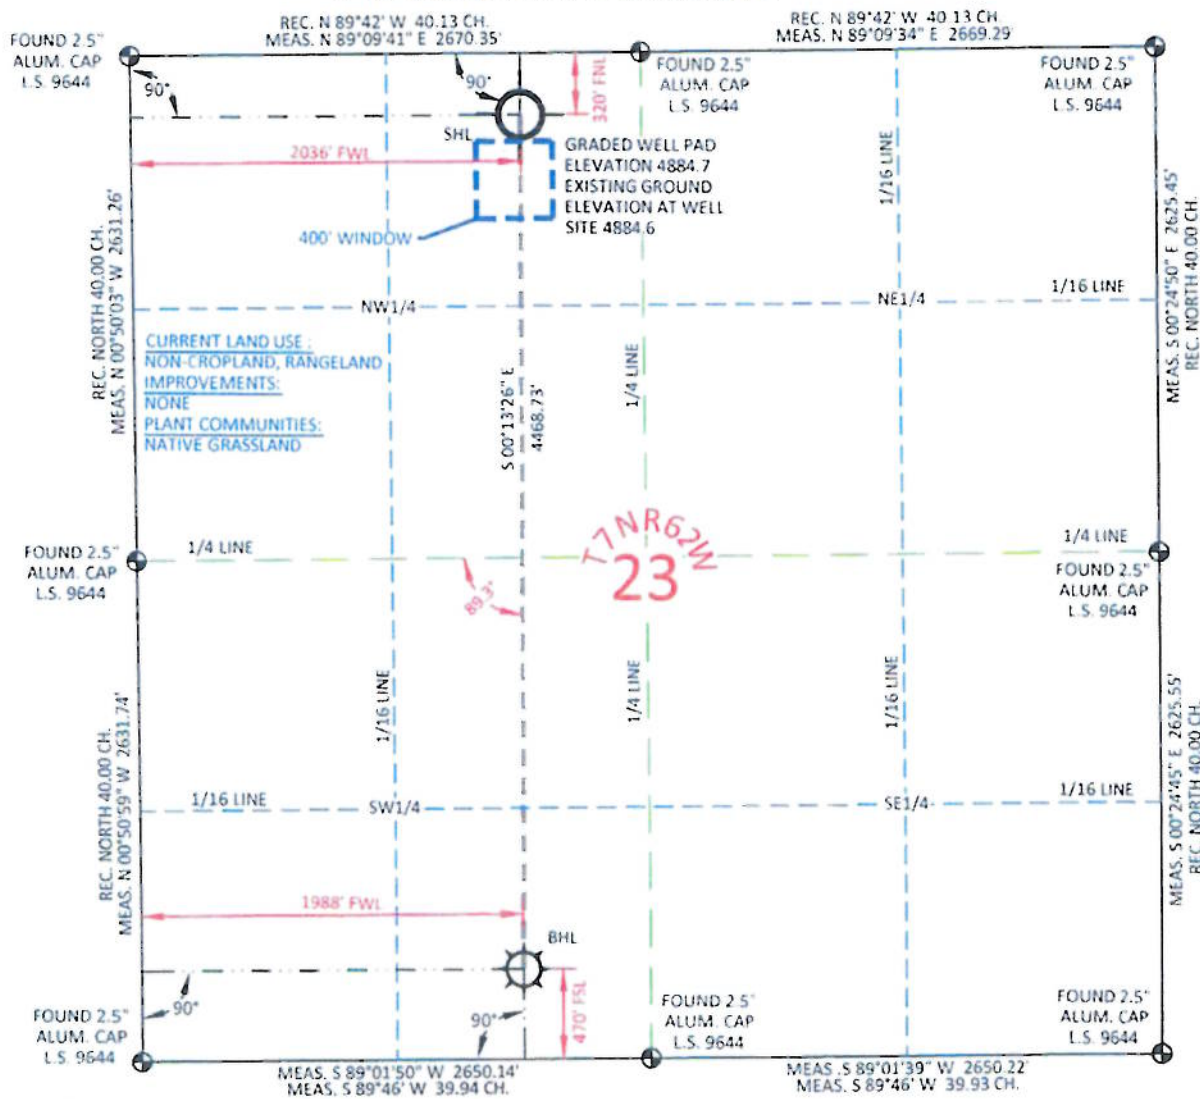 REC. N 89°42' W 40.13 CH.
MEAS. N 89°09'41" E 2670.35'
REC. N 89°42' W 40.13 CH
MEAS. N 89°09'34" E 2669.29'
FOUND 2.5"
ALUM. CAP
L.S. 9644
FOUND 2.5"
ALUM. CAP
L.S. 9644
FOUND 2.5"
ALUM. CAP
L.S. 9644
90°
90°
320' FNL
SHL
2036' FWL
GRADED WELL PAD
ELEVATION 4884.7
EXISTING GROUND
ELEVATION AT WELL
SITE 4884.6
400' WINDOW
1/16 LINE
REC. NORTH 40.00 CH.
MEAS. N 00°50'03" W 2631.26'
MEAS. S 00°24'50" E 2625.45'
REC. NORTH 40.00 CH.
NW1/4
NE1/4
1/16 LINE
CURRENT LAND USE :
NON-CROPLAND, RANGELAND
IMPROVEMENTS:
NONE
PLANT COMMUNITIES:
NATIVE GRASSLAND
S 00°13'26" E
4468.73'
1/4 LINE
T7NR62W
23
FOUND 2.5"
ALUM. CAP
L.S. 9644
1/4 LINE
1/4 LINE
FOUND 2.5"
ALUM. CAP
L.S. 9644
89.3°
1/16 LINE
1/4 LINE
1/16 LINE
REC. NORTH 40.00 CH.
MEAS. N 00°50'59" W 2631.74'
MEAS. S 00°24'45" E 2625.55'
REC. NORTH 40.00 CH.
1/16 LINE
SW1/4
SE1/4
1/16 LINE
1988' FWL
BHL
470' FSL
90°
90°
FOUND 2.5"
ALUM. CAP
L.S. 9644
FOUND 2.5"
ALUM. CAP
L.S. 9644
FOUND 2.5"
ALUM. CAP
L.S. 9644
MEAS. S 89°01'50" W 2650.14'
MEAS. S 89°46' W 39.94 CH.
MEAS .S 89°01'39" W 2650.22'
MEAS. S 89°46' W 39.93 CH.